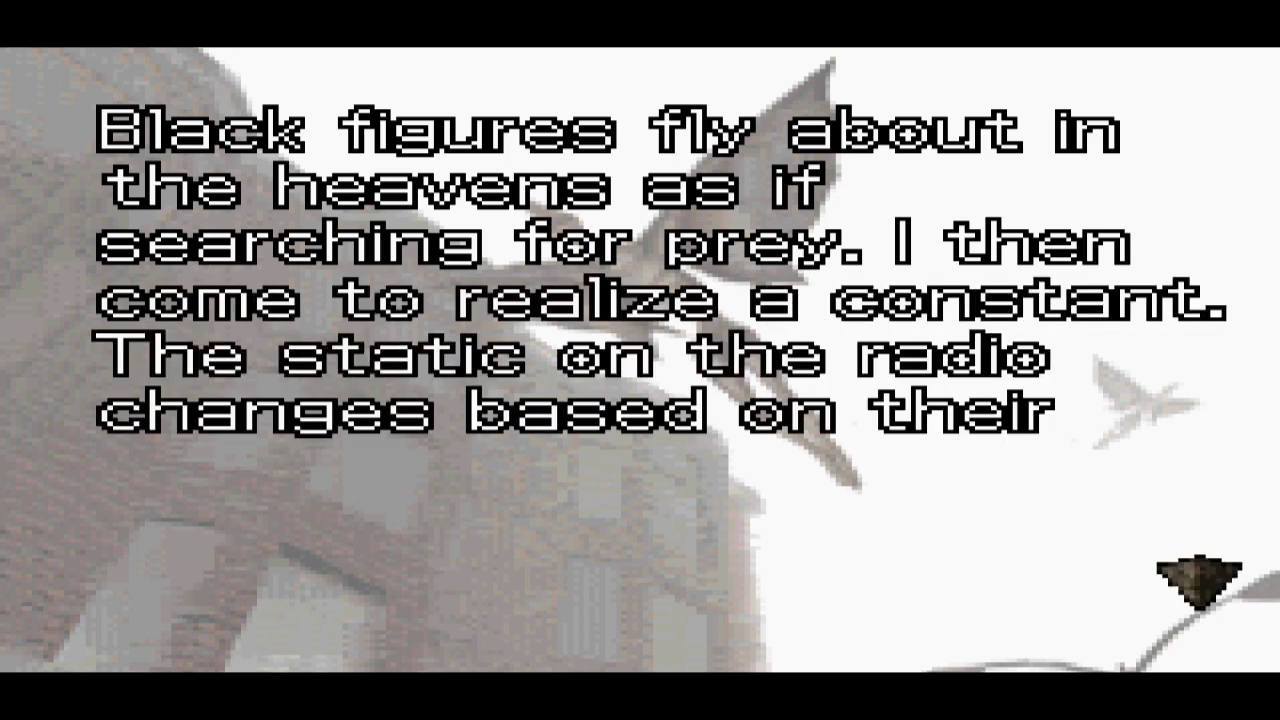 Black figures fly about in
the heavens as if
searching for prey. I then
come to realize a constant.
The static on the radio
changes based on their